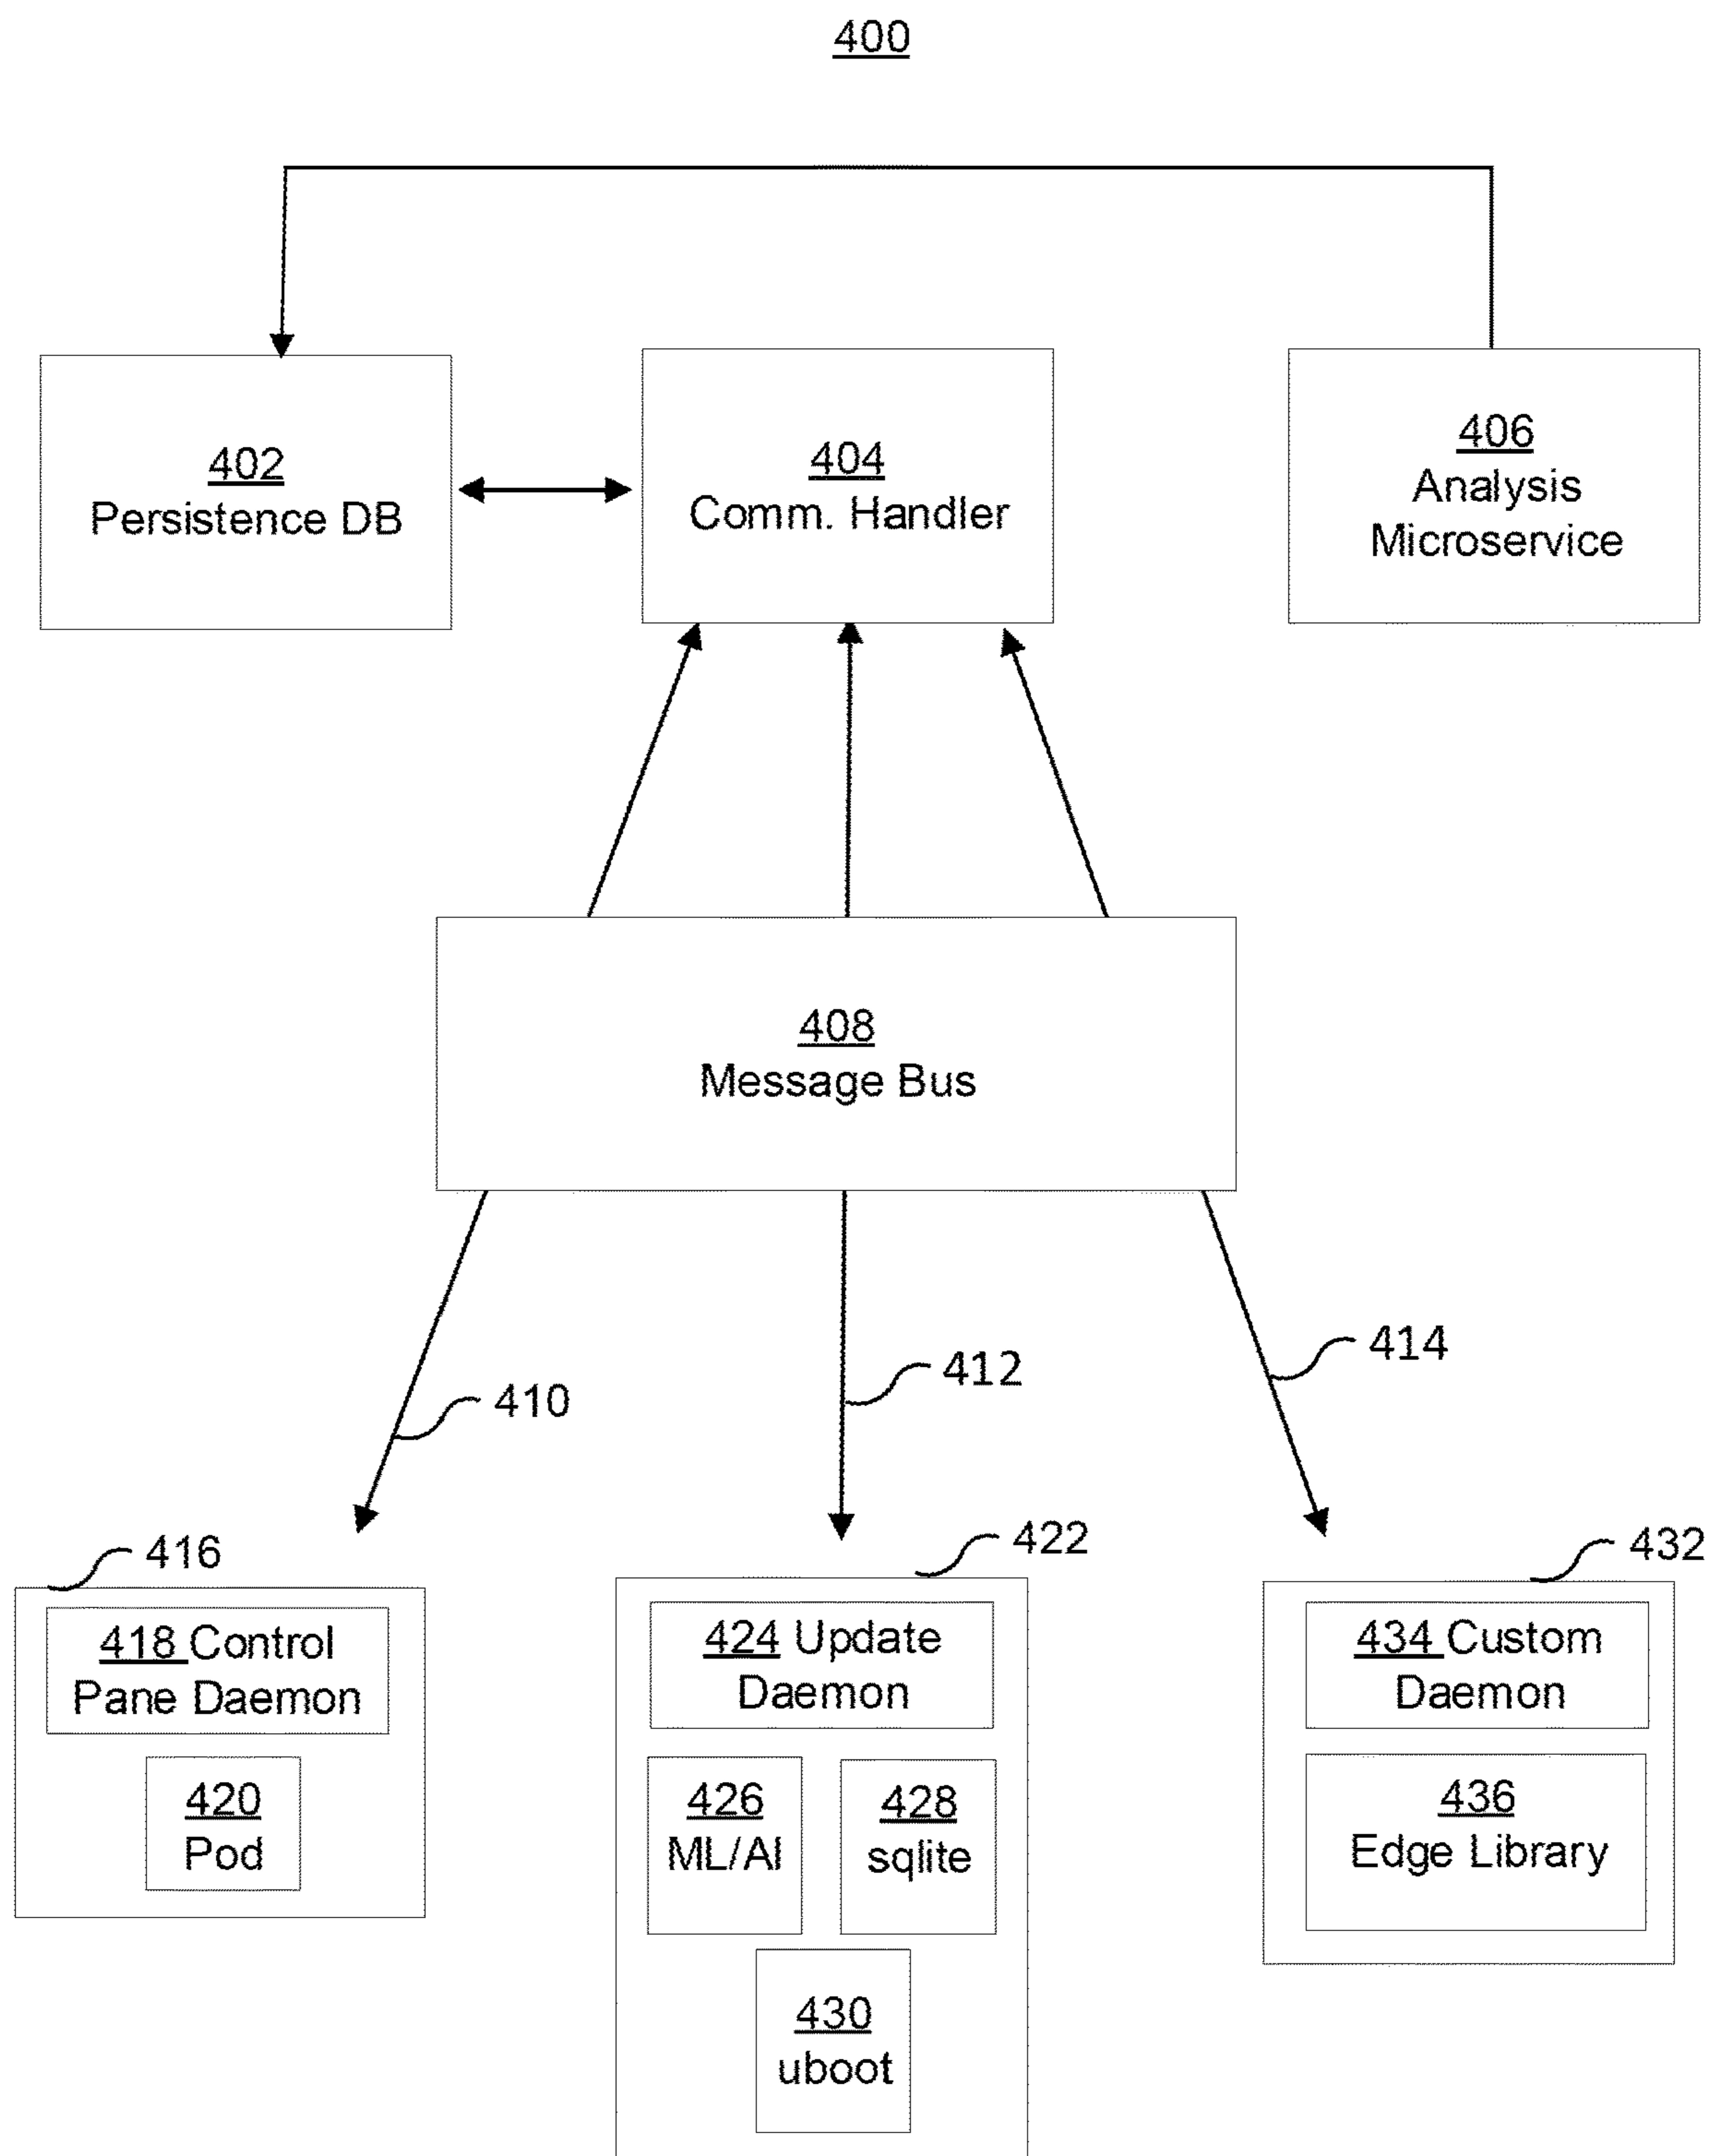 400
402
Persistence DB
404
Comm. Handler
406
Analysis
Microservice
408
Message Bus
410
412
414
416
418 Control
Pane Daemon
420
Pod
422
424 Update
Daemon
426
ML/AI
428
sqlite
430
uboot
432
434 Custom
Daemon
436
Edge Library